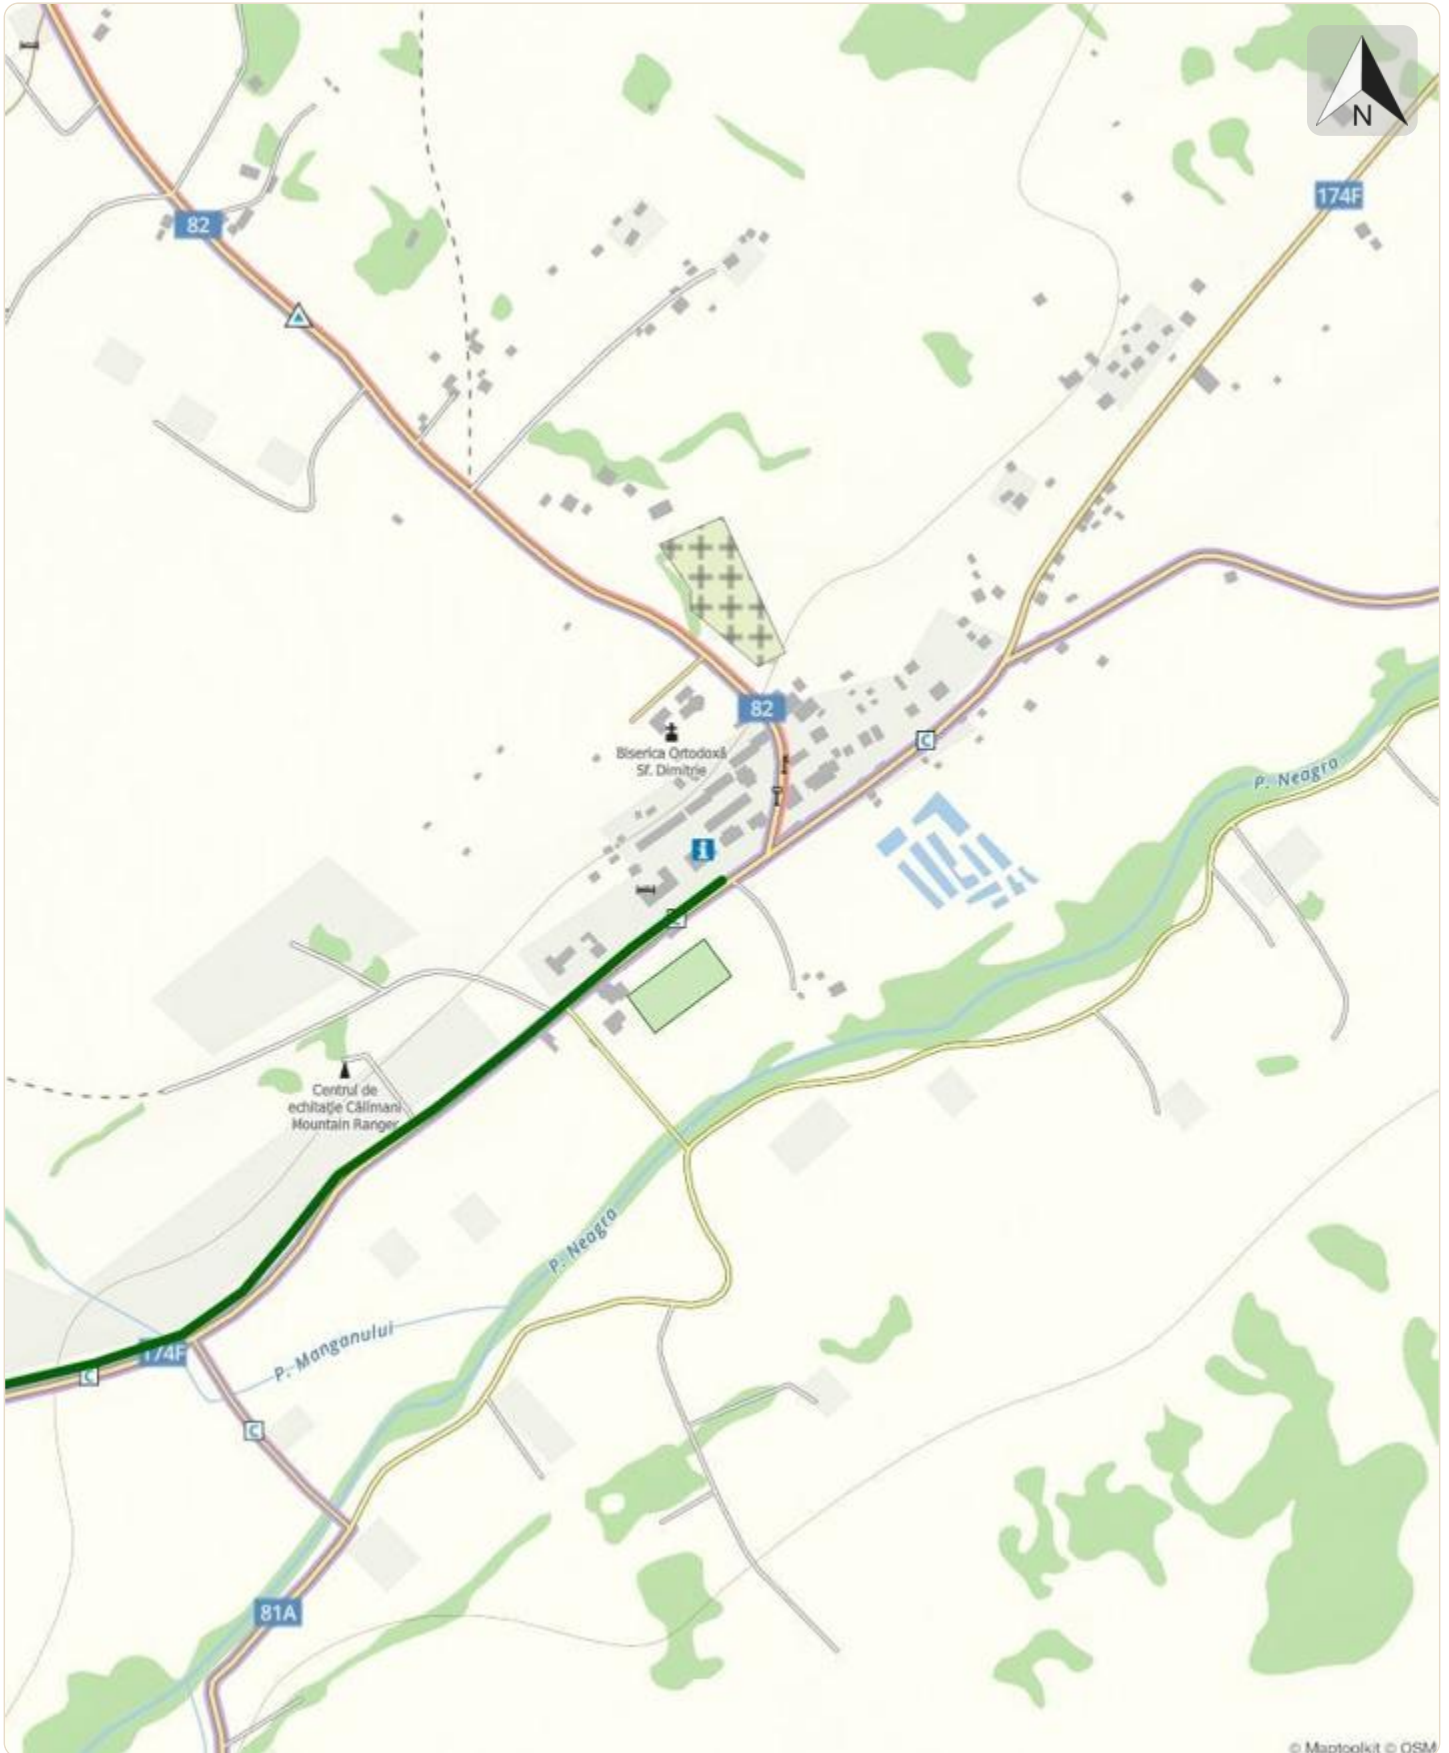 N
174F
82
82
Biserica Ortodoxă
Sf. Dimitrie
C
P. Neagra
i
Centrul de
echitație Călimani
Mountain Ranger
P. Neagra
P. Manganului
174F
C
C
81A
© Maptoolkit © OSM